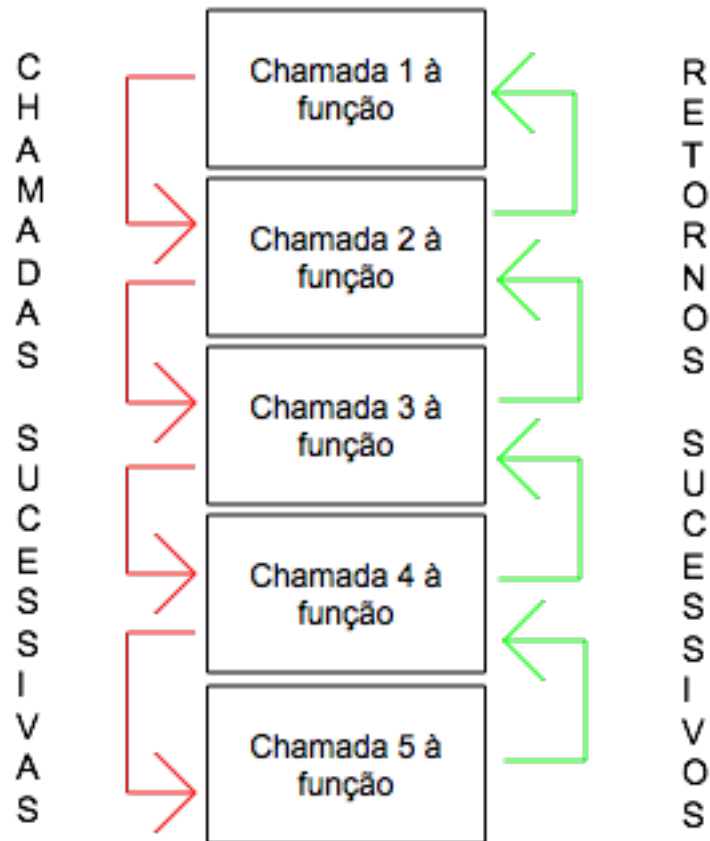 CHAMADAS SUCESSIVAS
Chamada 1 à
função
Chamada 2 à
função
Chamada 3 à
função
Chamada 4 à
função
Chamada 5 à
função
RETORNOS SUCESSIVOS